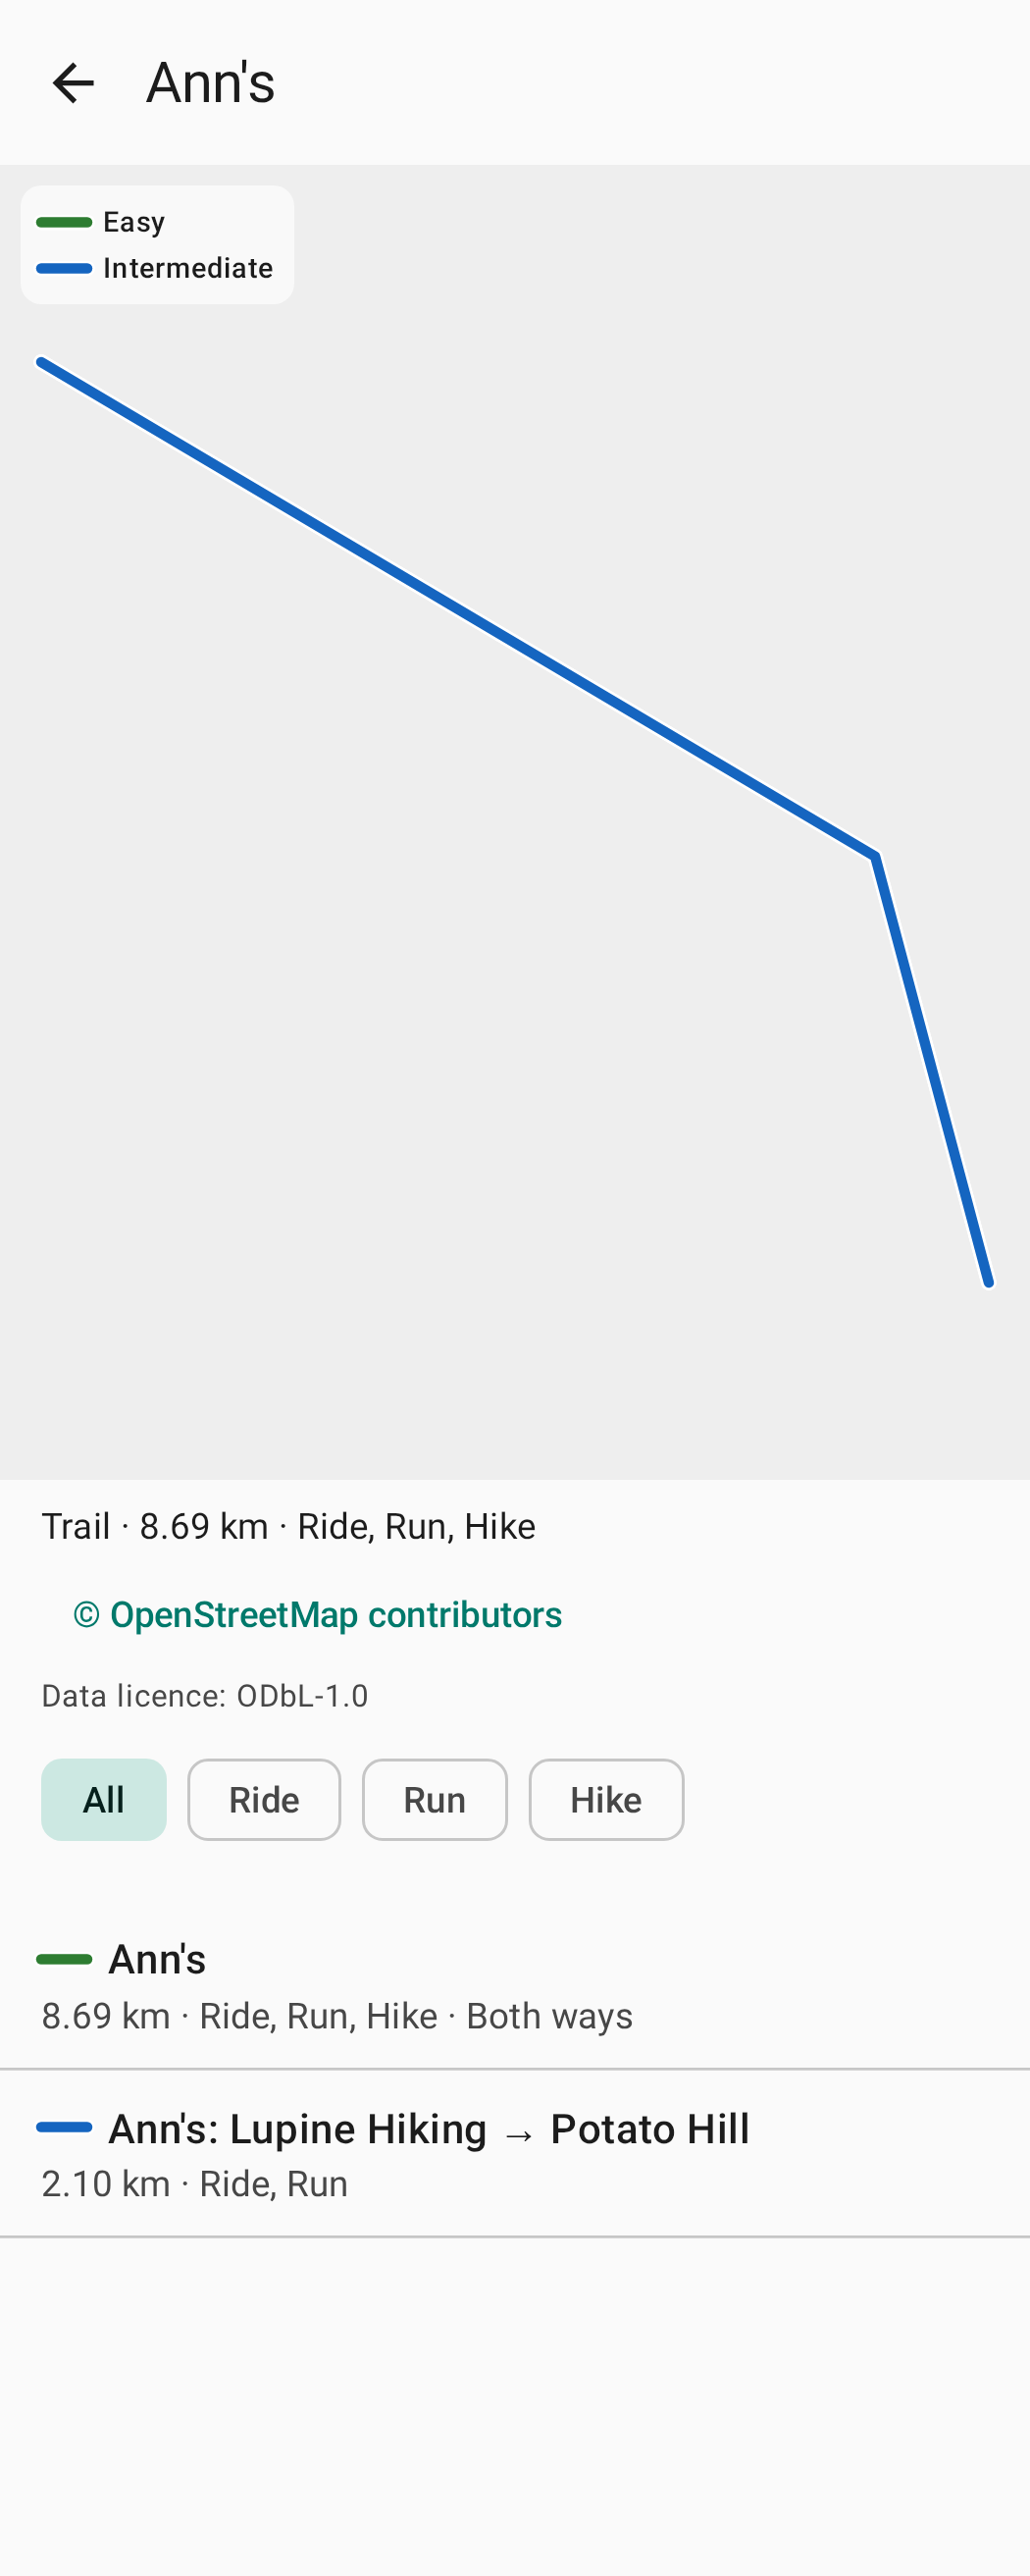 Ann's
Easy
Intermediate
Trail · 8.69 km · Ride, Run, Hike
© OpenStreetMap contributors
Data licence: ODbL-1.0
All Ride Run Hike
Ann's
8.69 km · Ride, Run, Hike · Both ways
Ann's: Lupine Hiking → Potato Hill
2.10 km · Ride, Run